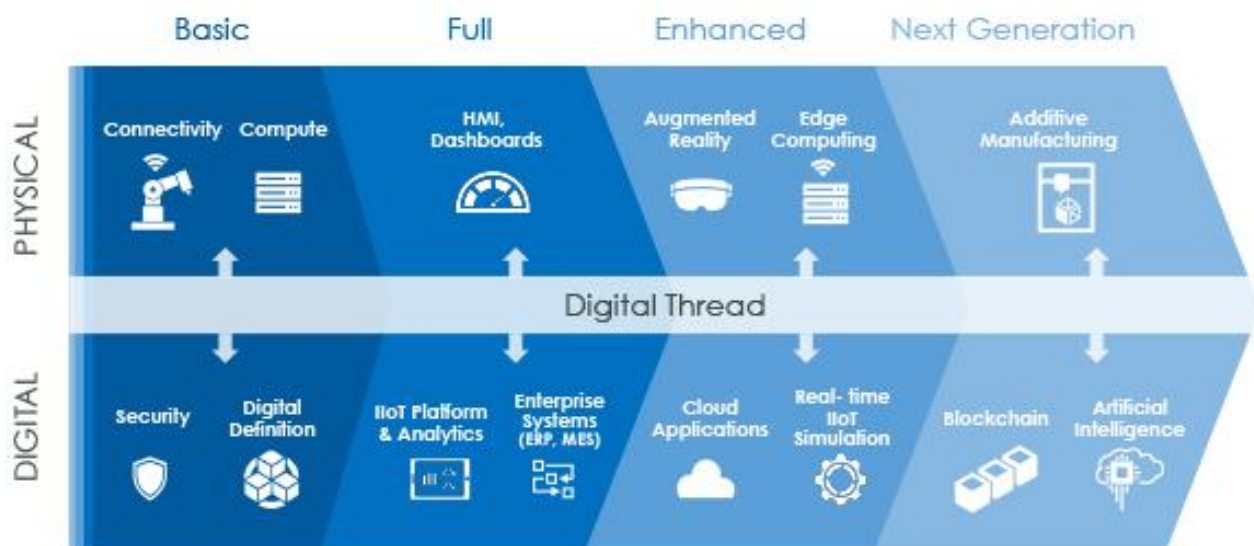 Basic
Full
Enhanced
Next Generation
PHYSICAL
Connectivity
Compute
HMI,
Dashboards
Augmented
Reality
Edge
Computing
Additive
Manufacturing
Digital Thread
DIGITAL
Security
Digital
Definition
IIoT Platform
& Analytics
Enterprise
Systems
(ERP, MES)
Cloud
Applications
Real- time
IIoT
Simulation
Blockchain
Artificial
Intelligence